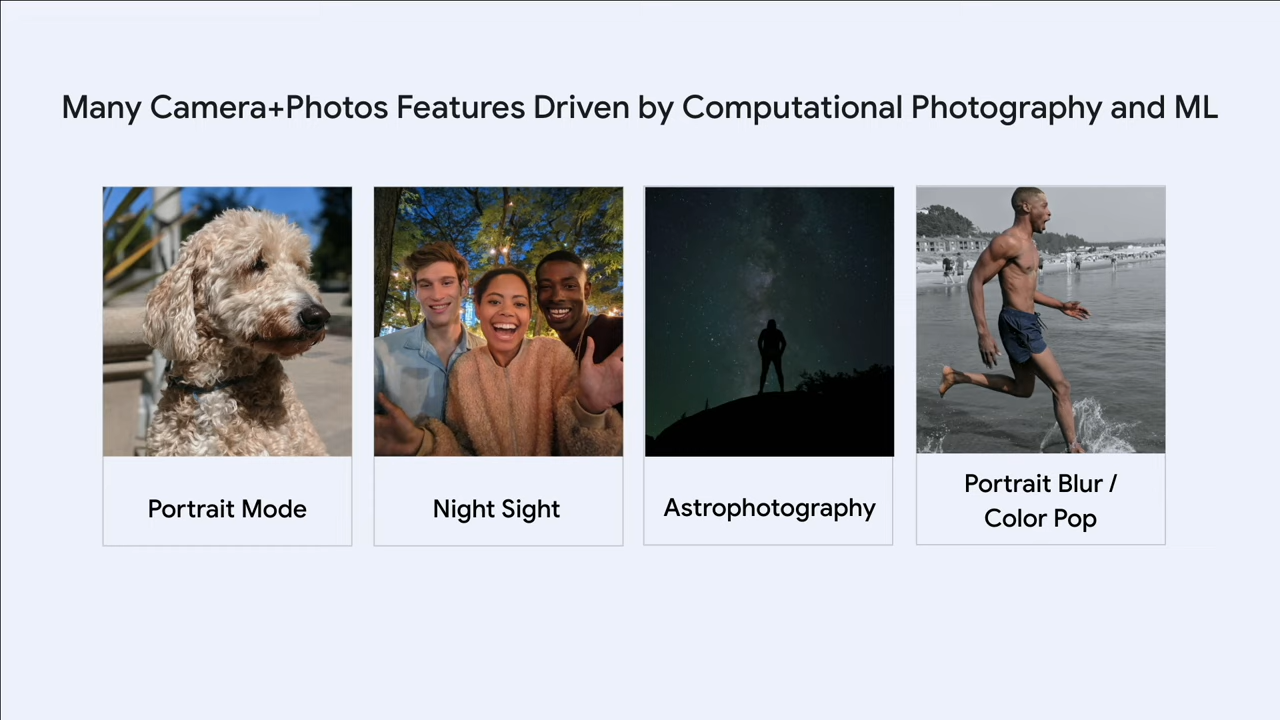 Many Camera+Photos Features Driven by Computational Photography and ML
Portrait Mode
Night Sight
Astrophotography
Portrait Blur /
Color Pop